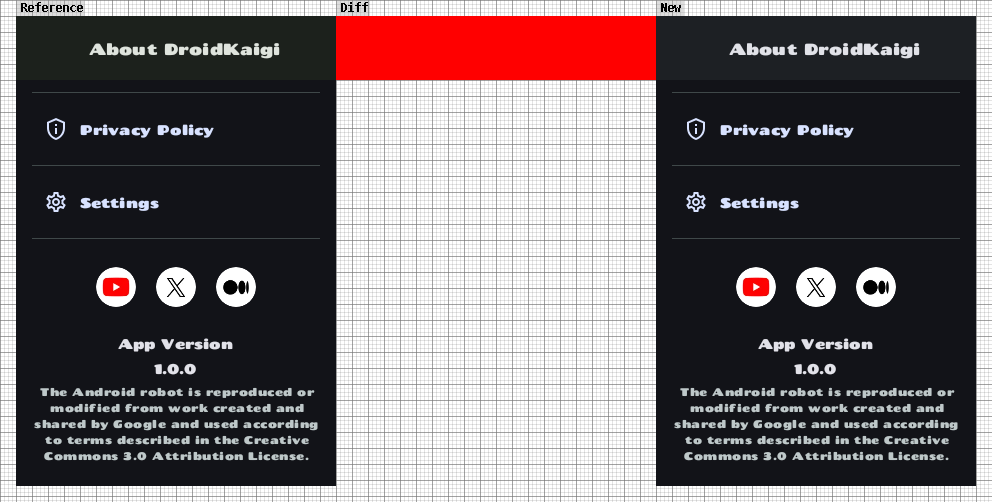 Reference
Diff
New
About DroidKaigi
About DroidKaigi
Privacy Policy
Privacy Policy
Settings
Settings
App Version
App Version
1.0.0
1.0.0
The Android robot is reproduced or
modified from work created and
shared by Google and used according
to terms described in the Creative
Commons 3.0 Attribution License.
The Android robot is reproduced or
modified from work created and
shared by Google and used according
to terms described in the Creative
Commons 3.0 Attribution License.